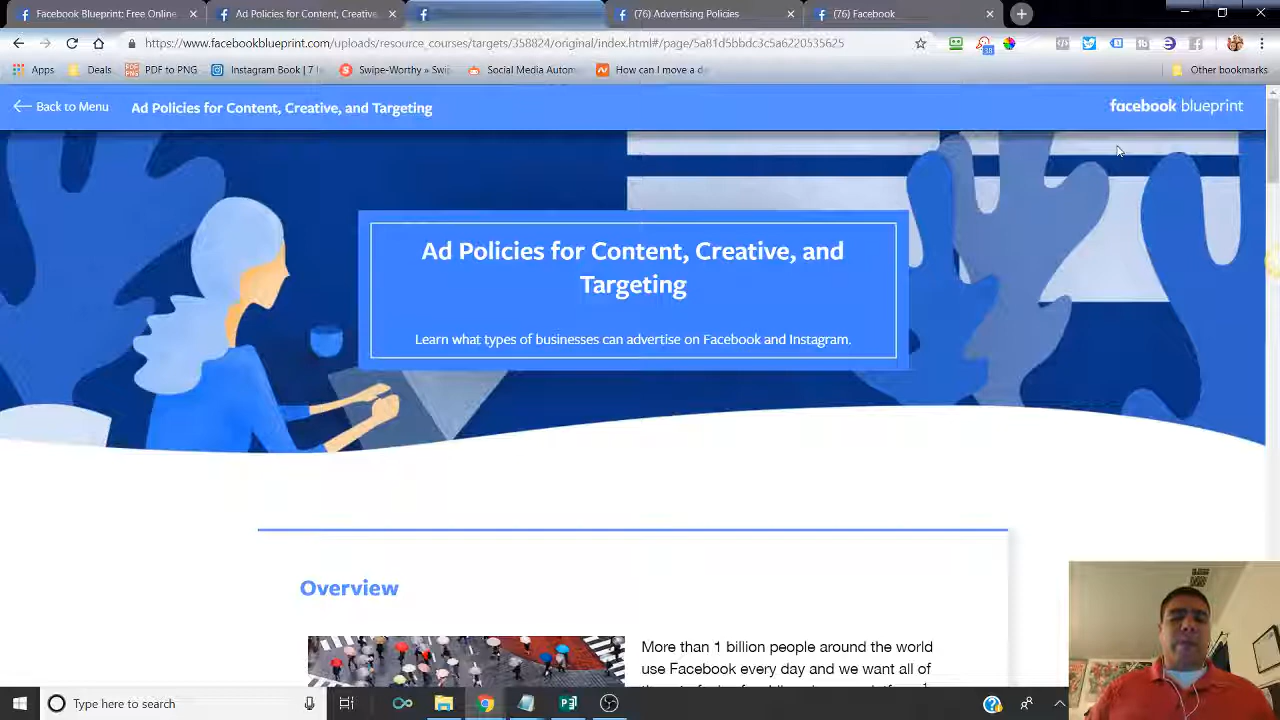 Facebook Blueprint: Free Online
Ad Policies for Content, Creative,
(76) Advertising Policies
(76) Facebook
https://www.facebookblueprint.com/uploads/resource_courses/targets/258824/original/index.html#/page/5a81d5bbdc3c5a6220535625
Apps
Deals
PDF to PNG
Instagram Book | 7
Swipe-Worthy » Swip
Social Media Autom
How can I move a d
Other bookmarks
Back to Menu
Ad Policies for Content, Creative, and Targeting
facebook blueprint
Ad Policies for Content, Creative, and
Targeting
Learn what types of businesses can advertise on Facebook and Instagram.
Overview
More than 1 billion people around the world
use Facebook every day and we want all of
Type here to search